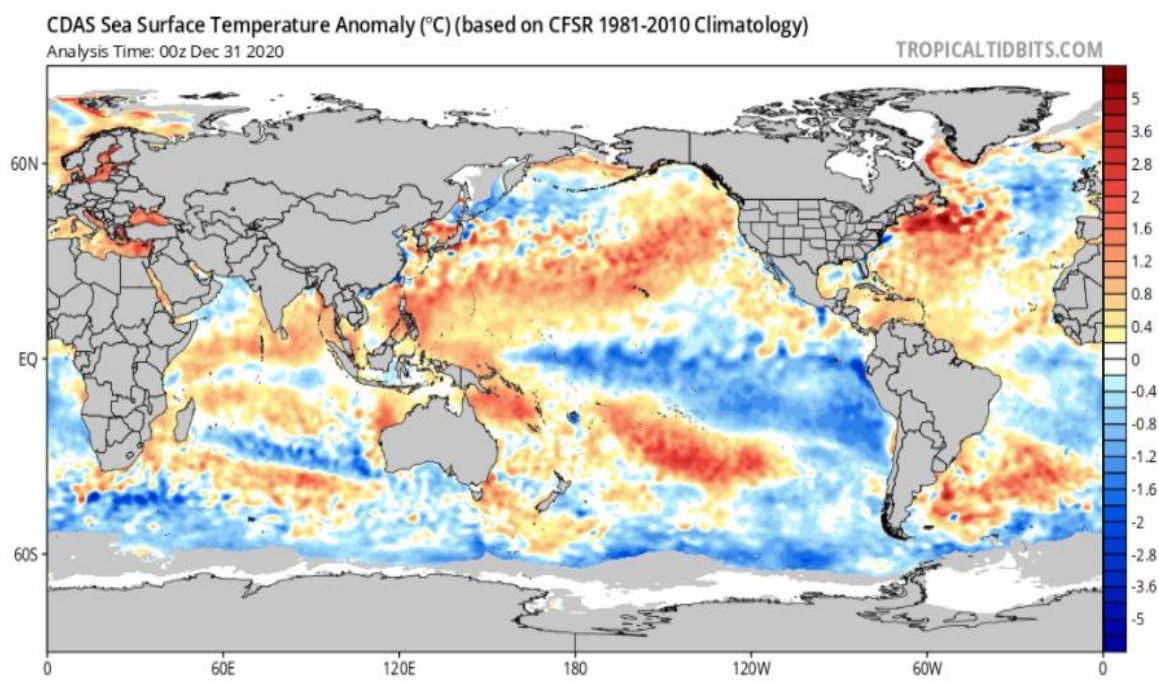 CDAS Sea Surface Temperature Anomaly (°C) (based on CFSR 1981-2010 Climatology)
Analysis Time: 00z Dec 31 2020
TROPICALTIDBITS.COM
5
3.6
2.8
2
1.6
1.2
0.8
0.4
0
-0.4
-0.8
-1.2
-1.6
-2
-2.8
-3.6
-5
60N
EQ
60S
0
60E
120E
180
120W
60W
0